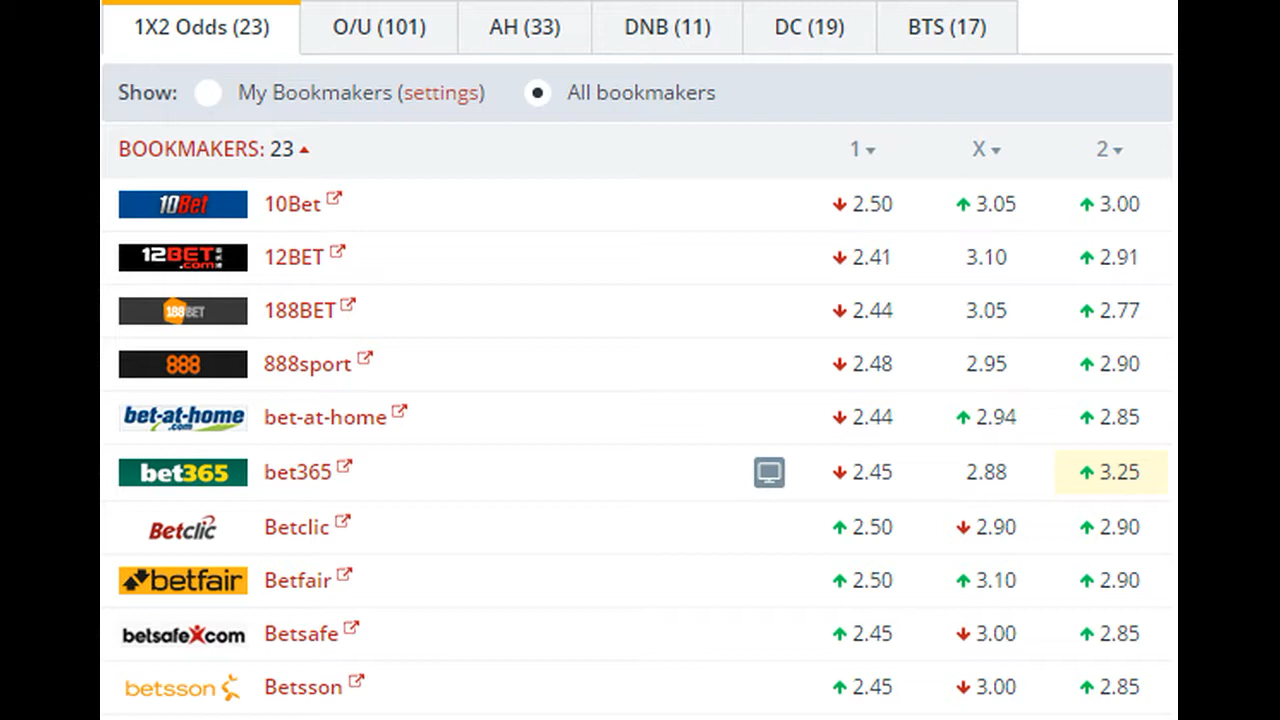 1X2 Odds (23) O/U (101) AH (33) DNB (11) DC (19) BTS (17)
Show: My Bookmakers (settings) All bookmakers
BOOKMAKERS: 23 1 X 2
10Bet 10Bet 2.50 3.05 3.00
12BET.com 12BET 2.41 3.10 2.91
188BET 188BET 2.44 3.05 2.77
888 888sport 2.48 2.95 2.90
bet-at-home.com bet-at-home 2.44 2.94 2.85
bet365 bet365 2.45 2.88 3.25
Betclic Betclic 2.50 2.90 2.90
betfair Betfair 2.50 3.10 2.90
betsafe.com Betsafe 2.45 3.00 2.85
betsson Betsson 2.45 3.00 2.85